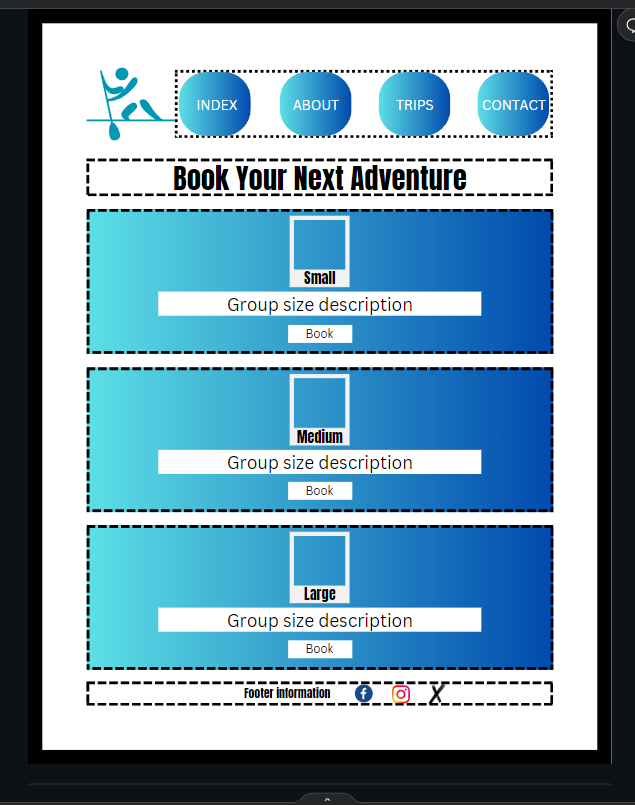 INDEX ABOUT TRIPS CONTACT
Book Your Next Adventure
Small
Group size description
Book
Medium
Group size description
Book
Large
Group size description
Book
Footer information